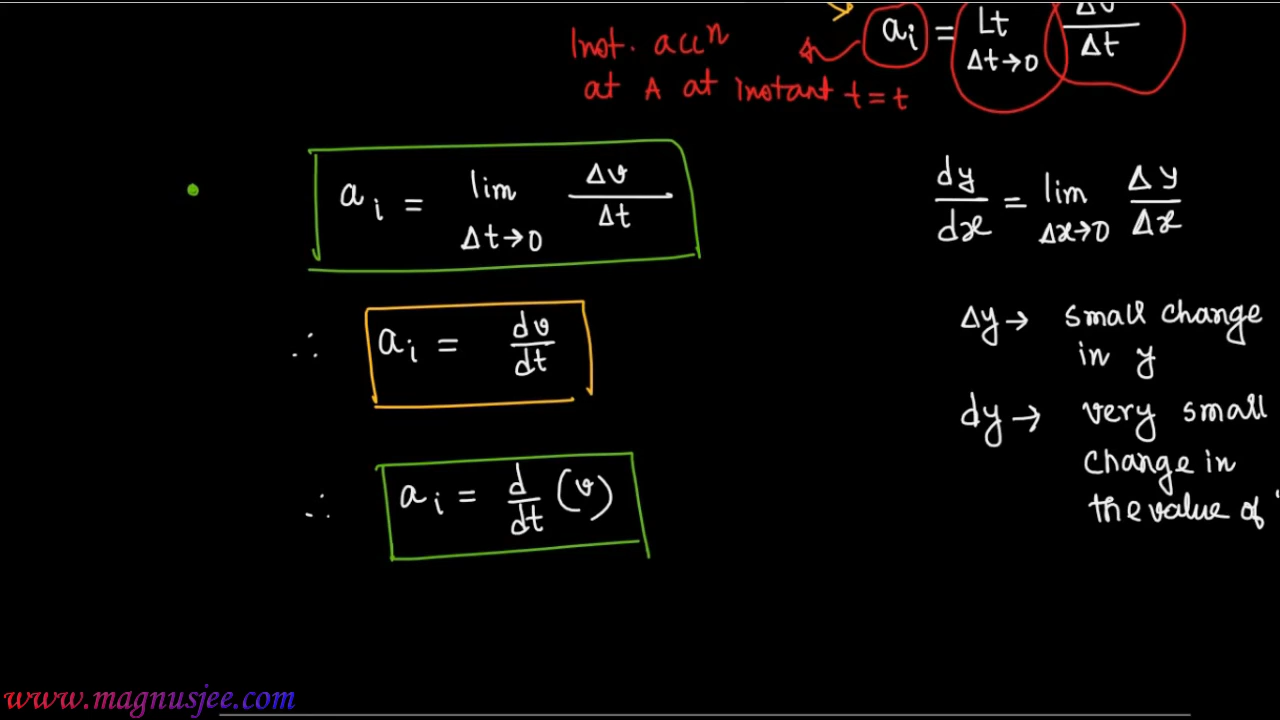 aᵢ = Lt Δt→0 Δv/Δt
Inst. accⁿ
at A at instant t = t
aᵢ = lim Δt→0 Δv/Δt
dy/dx = lim Δx→0 Δy/Δx
∴ aᵢ = dv/dt
Δy → small change
in y
dy → very small
change in
the value of
∴ aᵢ = d/dt (v)
www.magnusjee.com